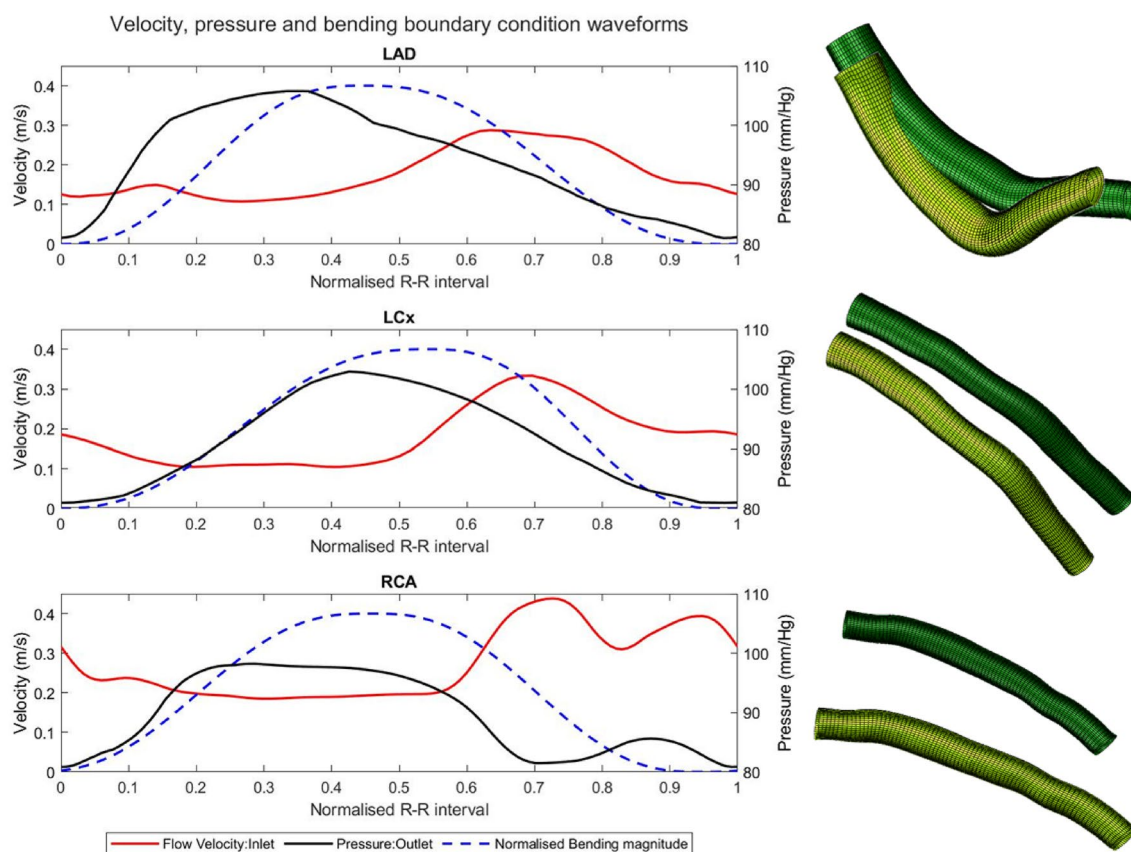 Velocity, pressure and bending boundary condition waveforms
LAD
Velocity (m/s)
0.4
0.3
0.2
0.1
0
110
100
90
80
Pressure (mm/Hg)
0 0.1 0.2 0.3 0.4 0.5 0.6 0.7 0.8 0.9 1
Normalised R-R interval
LCx
Velocity (m/s)
0.4
0.3
0.2
0.1
0
110
100
90
80
Pressure (mm/Hg)
0 0.1 0.2 0.3 0.4 0.5 0.6 0.7 0.8 0.9 1
Normalised R-R interval
RCA
Velocity (m/s)
0.4
0.3
0.2
0.1
0
110
100
90
80
Pressure (mm/Hg)
0 0.1 0.2 0.3 0.4 0.5 0.6 0.7 0.8 0.9 1
Normalised R-R interval
Flow Velocity:Inlet Pressure:Outlet Normalised Bending magnitude